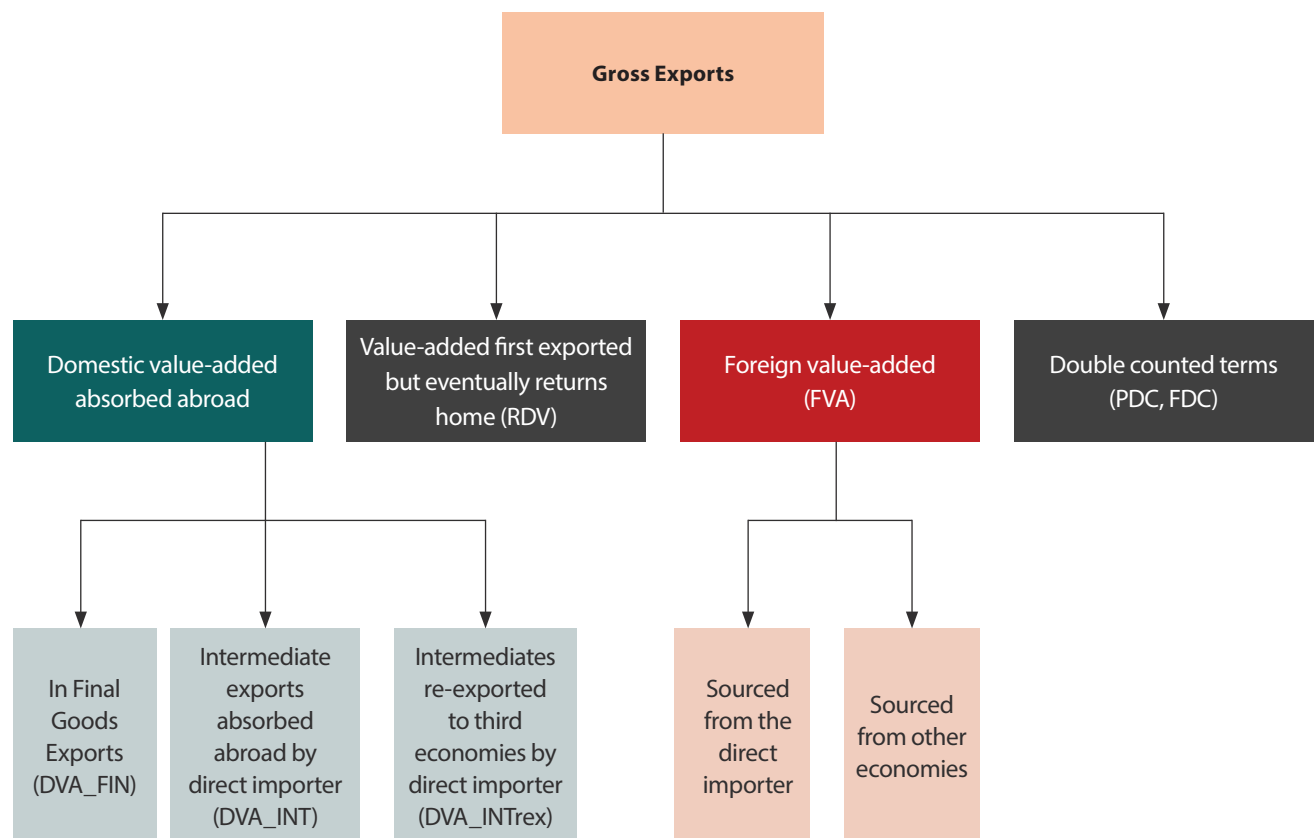 Gross Exports
Domestic value-added
absorbed abroad
Value-added first exported
but eventually returns
home (RDV)
Foreign value-added
(FVA)
Double counted terms
(PDC, FDC)
In Final
Goods
Exports
(DVA_FIN)
Intermediate
exports
absorbed
abroad by
direct importer
(DVA_INT)
Intermediates
re-exported
to third
economies by
direct importer
(DVA_INTrex)
Sourced
from the
direct
importer
Sourced
from other
economies